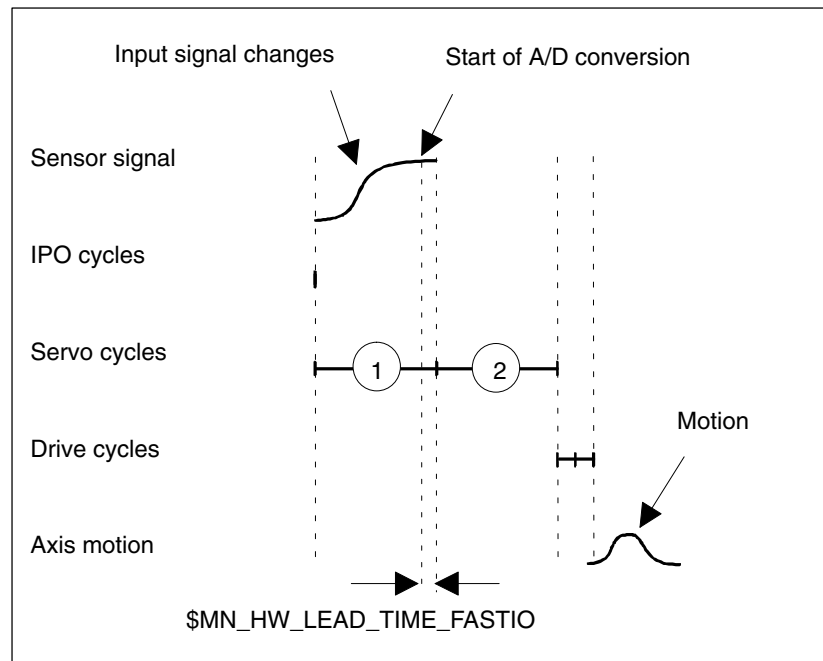 Input signal changes
Start of A/D conversion
Sensor signal
IPO cycles
Servo cycles
1
2
Drive cycles
Motion
Axis motion
$MN_HW_LEAD_TIME_FASTIO